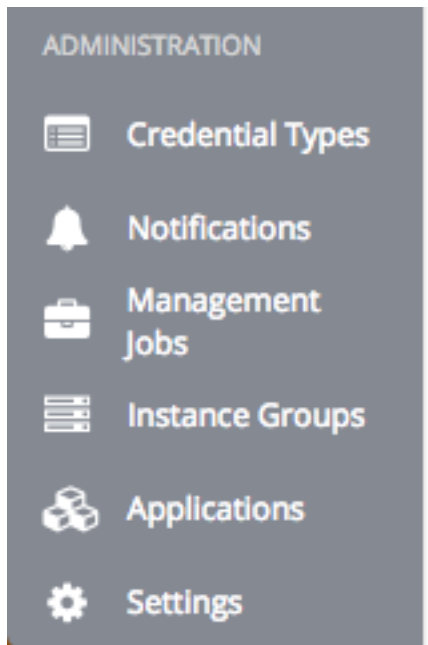 ADMINISTRATION
Credential Types
Notifications
Management
Jobs
Instance Groups
Applications
Settings